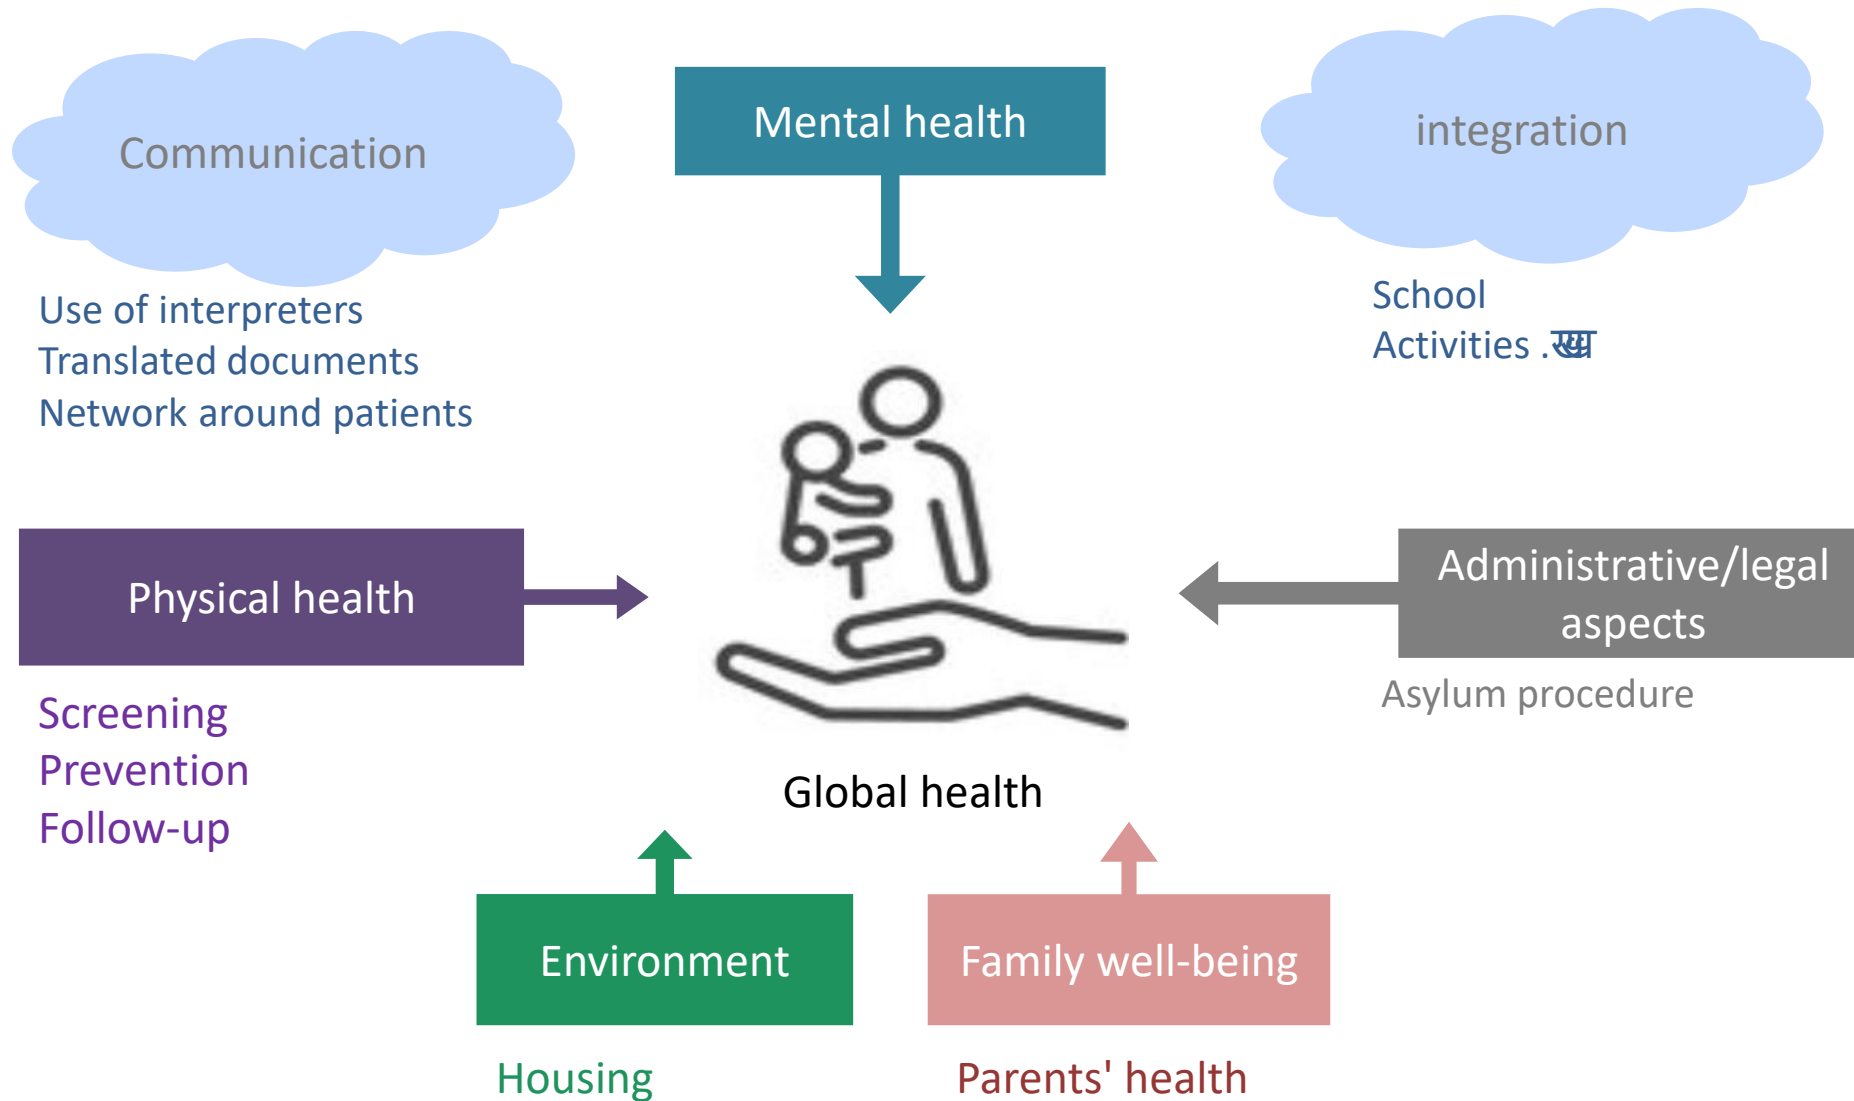 Communication
Mental health
integration
Use of interpreters
Translated documents
Network around patients
School
Activities .
Physical health
Administrative/legal
aspects
Screening
Prevention
Follow-up
Asylum procedure
Global health
Environment
Family well-being
Housing
Parents' health